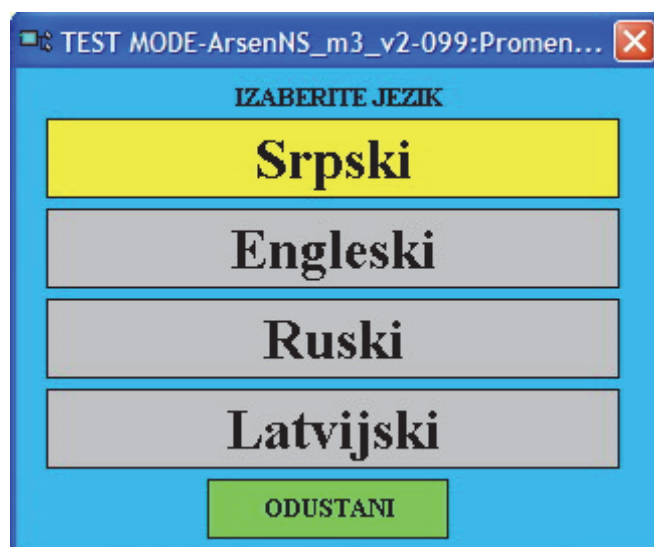 TEST MODE-ArsenNS_m3_v2-099:Promen...
IZABERITE JEZIK
Srpski
Engleski
Ruski
Latvijski
ODUSTANI